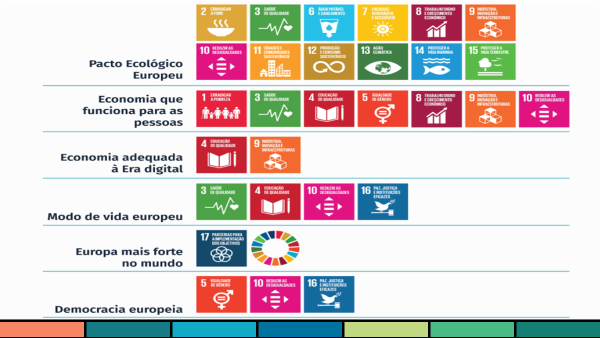 2 ERRADICAR
A FOME
3 SAÚDE
DE QUALIDADE
6 ÁGUA POTÁVEL
E SANEAMENTO
7 ENERGIAS
RENOVÁVEIS
E ACESSÍVEIS
8 TRABALHO DIGNO
E CRESCIMENTO
ECONÓMICO
9 INDÚSTRIA,
INOVAÇÃO E
INFRAESTRUTURAS
Pacto Ecológico
Europeu
10 REDUZIR AS
DESIGUALDADES
11 CIDADES E
COMUNIDADES
SUSTENTÁVEIS
12 PRODUÇÃO
E CONSUMO
SUSTENTÁVEIS
13 AÇÃO
CLIMÁTICA
14 PROTEGER A
VIDA MARINHA
15 PROTEGER A
VIDA TERRESTRE
Economia que
funciona para as
pessoas
1 ERRADICAR
A POBREZA
3 SAÚDE
DE QUALIDADE
4 EDUCAÇÃO
DE QUALIDADE
5 IGUALDADE
DE GÉNERO
8 TRABALHO DIGNO
E CRESCIMENTO
ECONÓMICO
9 INDÚSTRIA,
INOVAÇÃO E
INFRAESTRUTURAS
10 REDUZIR AS
DESIGUALDADES
Economia adequada
à Era digital
4 EDUCAÇÃO
DE QUALIDADE
9 INDÚSTRIA,
INOVAÇÃO E
INFRAESTRUTURAS
Modo de vida europeu
3 SAÚDE
DE QUALIDADE
4 EDUCAÇÃO
DE QUALIDADE
10 REDUZIR AS
DESIGUALDADES
16 PAZ, JUSTIÇA
E INSTITUIÇÕES
EFICAZES
Europa mais forte
no mundo
17 PARCERIAS PARA
A IMPLEMENTAÇÃO
DOS OBJETIVOS
Democracia europeia
5 IGUALDADE
DE GÉNERO
10 REDUZIR AS
DESIGUALDADES
16 PAZ, JUSTIÇA
E INSTITUIÇÕES
EFICAZES